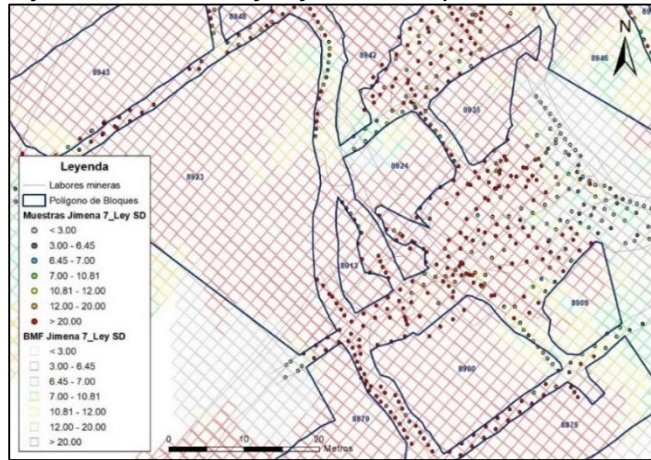 8948
8943
8942
N
8946
8935
8924
8923
8913
8909
8900
8879
8875
Leyenda
Labores mineras
Polígono de Bloques
Muestras Jimena 7_Ley SD
< 3.00
3.00 - 6.45
6.45 - 7.00
7.00 - 10.81
10.81 - 12.00
12.00 - 20.00
> 20.00
BMF Jimena 7_Ley SD
< 3.00
3.00 - 6.45
6.45 - 7.00
7.00 - 10.81
10.81 - 12.00
12.00 - 20.00
> 20.00
0 10 20
Metros